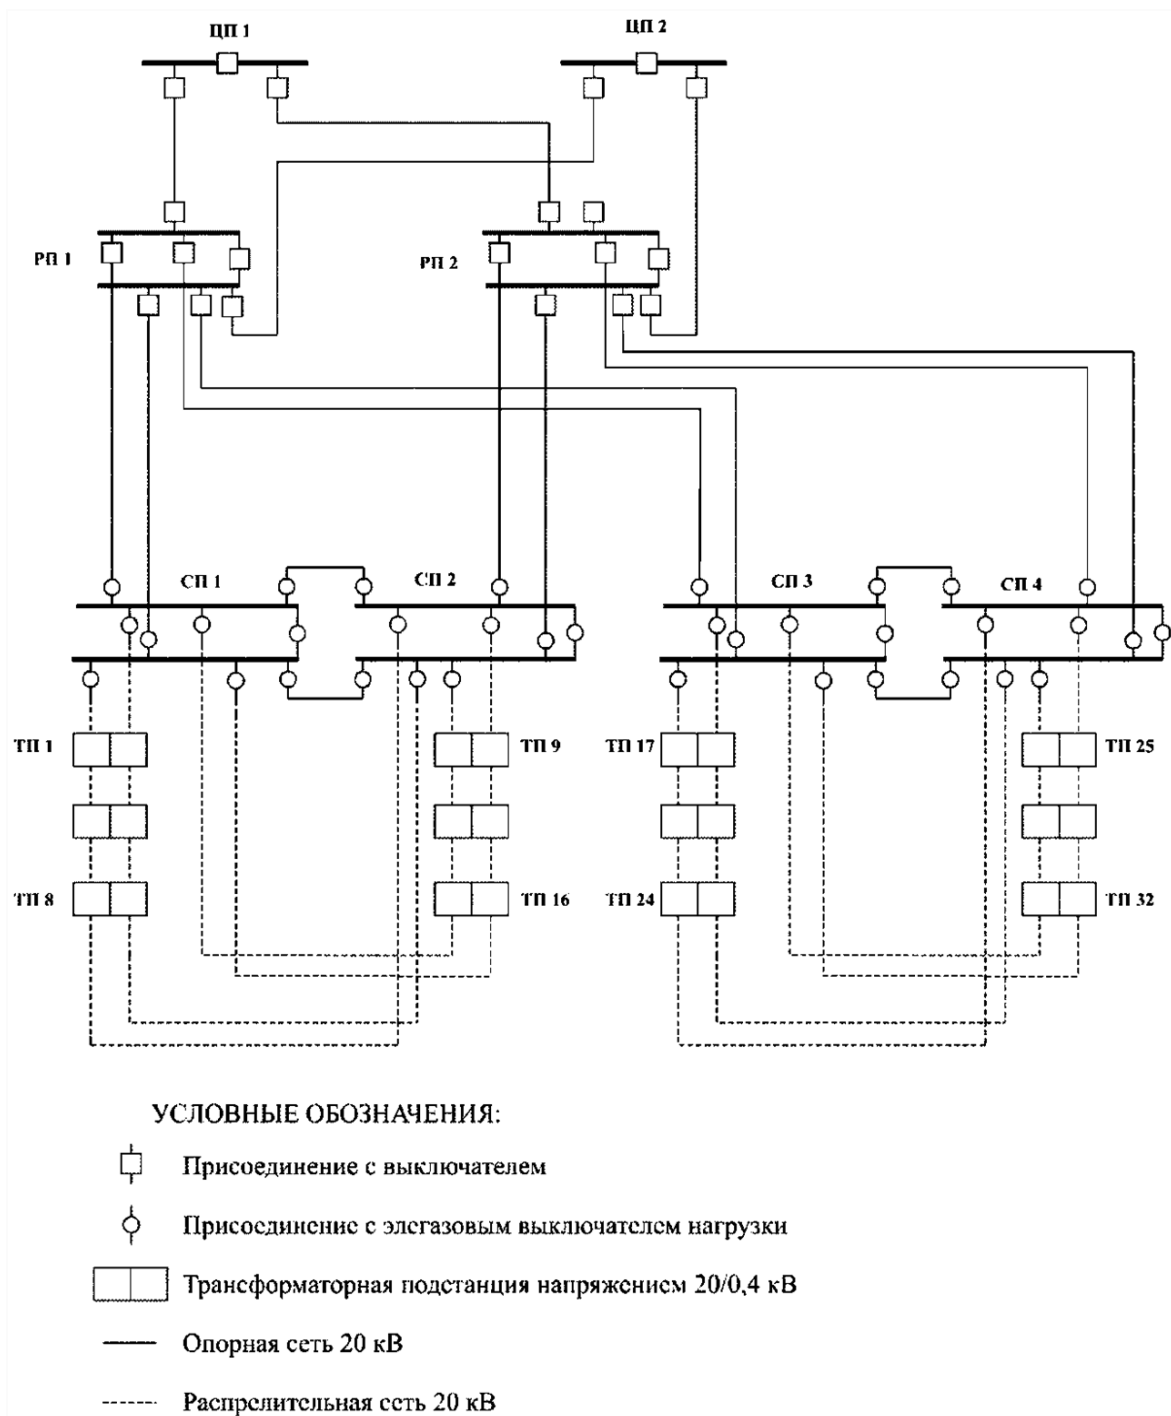 ЦП 1
ЦП 2
РП 1
РП 2
СП 1
СП 2
СП 3
СП 4
ТП 1
ТП 9
ТП 17
ТП 25
ТП 8
ТП 16
ТП 24
ТП 32
УСЛОВНЫЕ ОБОЗНАЧЕНИЯ:
Присоединение с выключателем
Присоединение с элегазовым выключателем нагрузки
Трансформаторная подстанция напряжением 20/0,4 кВ
Опорная сеть 20 кВ
Распрелительная сеть 20 кВ